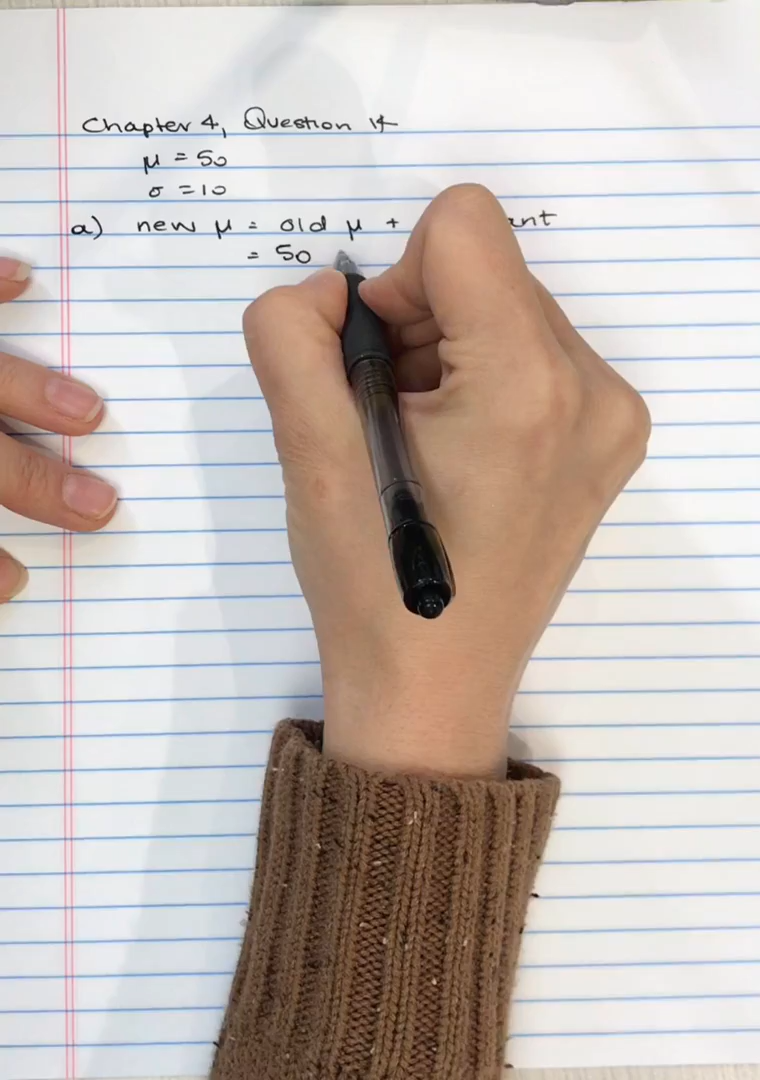 Chapter 4, Question 14
μ = 50
σ = 10
a) new μ = old μ +
= 50